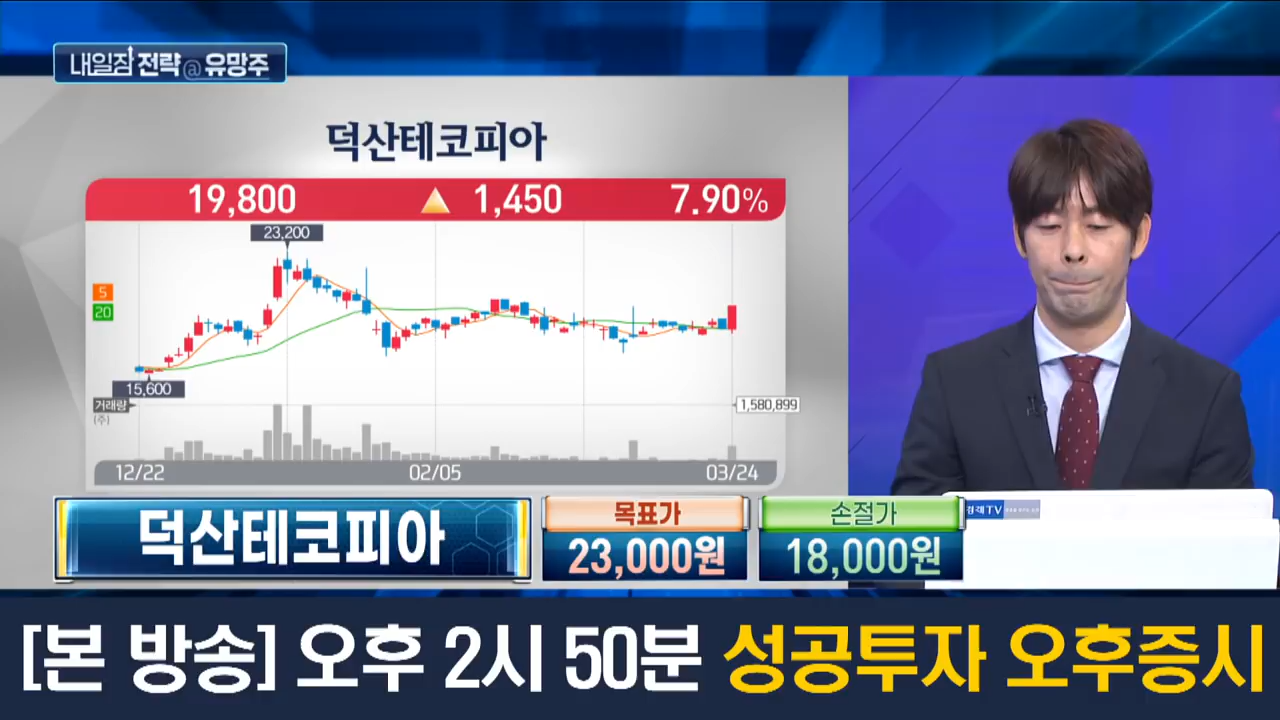 내일장 전략@유망주
덕산테코피아
19,800 ▲ 1,450 7.90%
23,200
5
20
15,600
거래량
(주)
1,580,899
12/22 02/05 03/24
덕산테코피아
목표가
23,000원
손절가
18,000원
경제TV
[본 방송] 오후 2시 50분 성공투자 오후증시